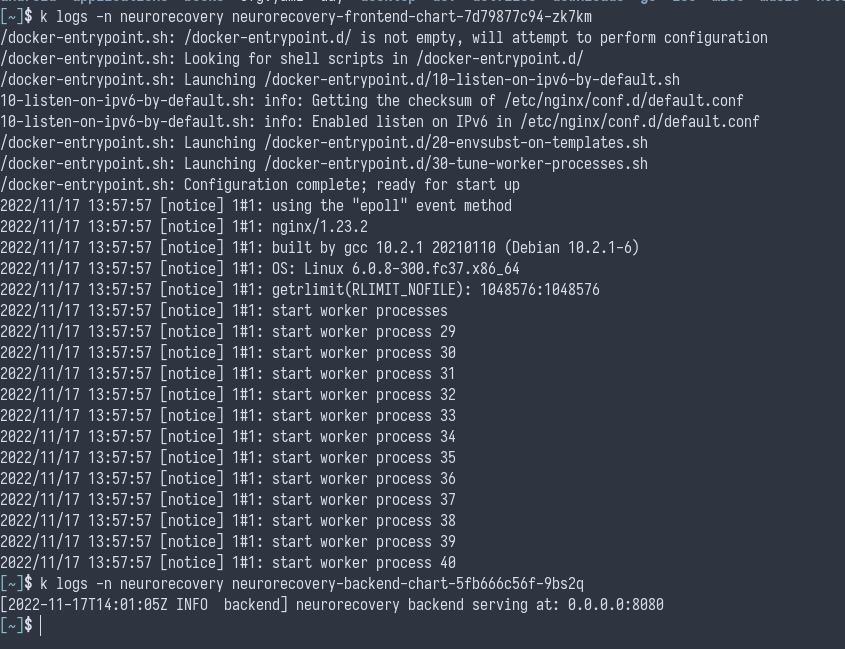 [~]$ k logs -n neurorecovery neurorecovery-frontend-chart-7d79877c94-zk7km
/docker-entrypoint.sh: /docker-entrypoint.d/ is not empty, will attempt to perform configuration
/docker-entrypoint.sh: Looking for shell scripts in /docker-entrypoint.d/
/docker-entrypoint.sh: Launching /docker-entrypoint.d/10-listen-on-ipv6-by-default.sh
10-listen-on-ipv6-by-default.sh: info: Getting the checksum of /etc/nginx/conf.d/default.conf
10-listen-on-ipv6-by-default.sh: info: Enabled listen on IPv6 in /etc/nginx/conf.d/default.conf
/docker-entrypoint.sh: Launching /docker-entrypoint.d/20-envsubst-on-templates.sh
/docker-entrypoint.sh: Launching /docker-entrypoint.d/30-tune-worker-processes.sh
/docker-entrypoint.sh: Configuration complete; ready for start up
2022/11/17 13:57:57 [notice] 1#1: using the "epoll" event method
2022/11/17 13:57:57 [notice] 1#1: nginx/1.23.2
2022/11/17 13:57:57 [notice] 1#1: built by gcc 10.2.1 20210110 (Debian 10.2.1-6)
2022/11/17 13:57:57 [notice] 1#1: OS: Linux 6.0.8-300.fc37.x86_64
2022/11/17 13:57:57 [notice] 1#1: getrlimit(RLIMIT_NOFILE): 1048576:1048576
2022/11/17 13:57:57 [notice] 1#1: start worker processes
2022/11/17 13:57:57 [notice] 1#1: start worker process 29
2022/11/17 13:57:57 [notice] 1#1: start worker process 30
2022/11/17 13:57:57 [notice] 1#1: start worker process 31
2022/11/17 13:57:57 [notice] 1#1: start worker process 32
2022/11/17 13:57:57 [notice] 1#1: start worker process 33
2022/11/17 13:57:57 [notice] 1#1: start worker process 34
2022/11/17 13:57:57 [notice] 1#1: start worker process 35
2022/11/17 13:57:57 [notice] 1#1: start worker process 36
2022/11/17 13:57:57 [notice] 1#1: start worker process 37
2022/11/17 13:57:57 [notice] 1#1: start worker process 38
2022/11/17 13:57:57 [notice] 1#1: start worker process 39
2022/11/17 13:57:57 [notice] 1#1: start worker process 40
[~]$ k logs -n neurorecovery neurorecovery-backend-chart-5fb666c56f-9bs2q
[2022-11-17T14:01:05Z INFO  backend] neurorecovery backend serving at: 0.0.0.0:8080
[~]$